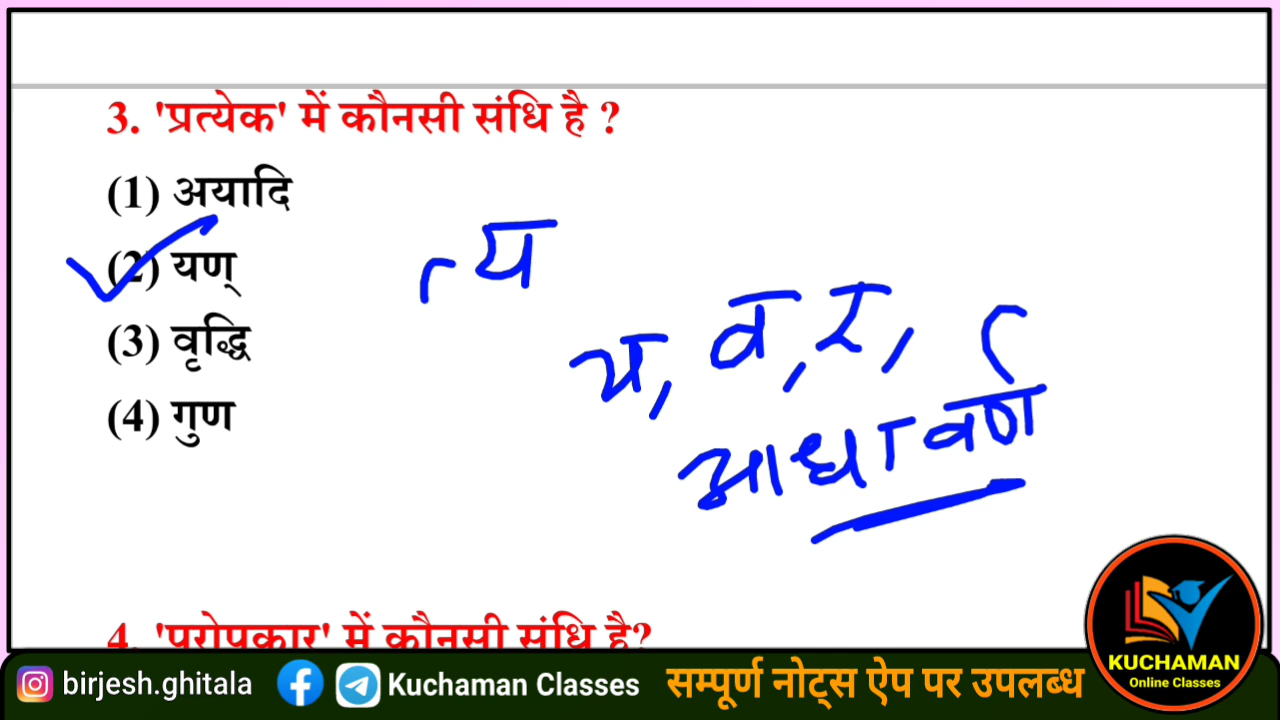 3. 'प्रत्येक' में कौनसी संधि है ?
(1) अयादि
(2) यण्
(3) वृद्धि
(4) गुण
त्य
य, व, र,
आधा वर्ण
4. 'परोपकार' में कौनसी संधि है?
birjesh.ghitala
Kuchaman Classes
सम्पूर्ण नोट्स ऐप पर उपलब्ध
KUCHAMAN
Online Classes